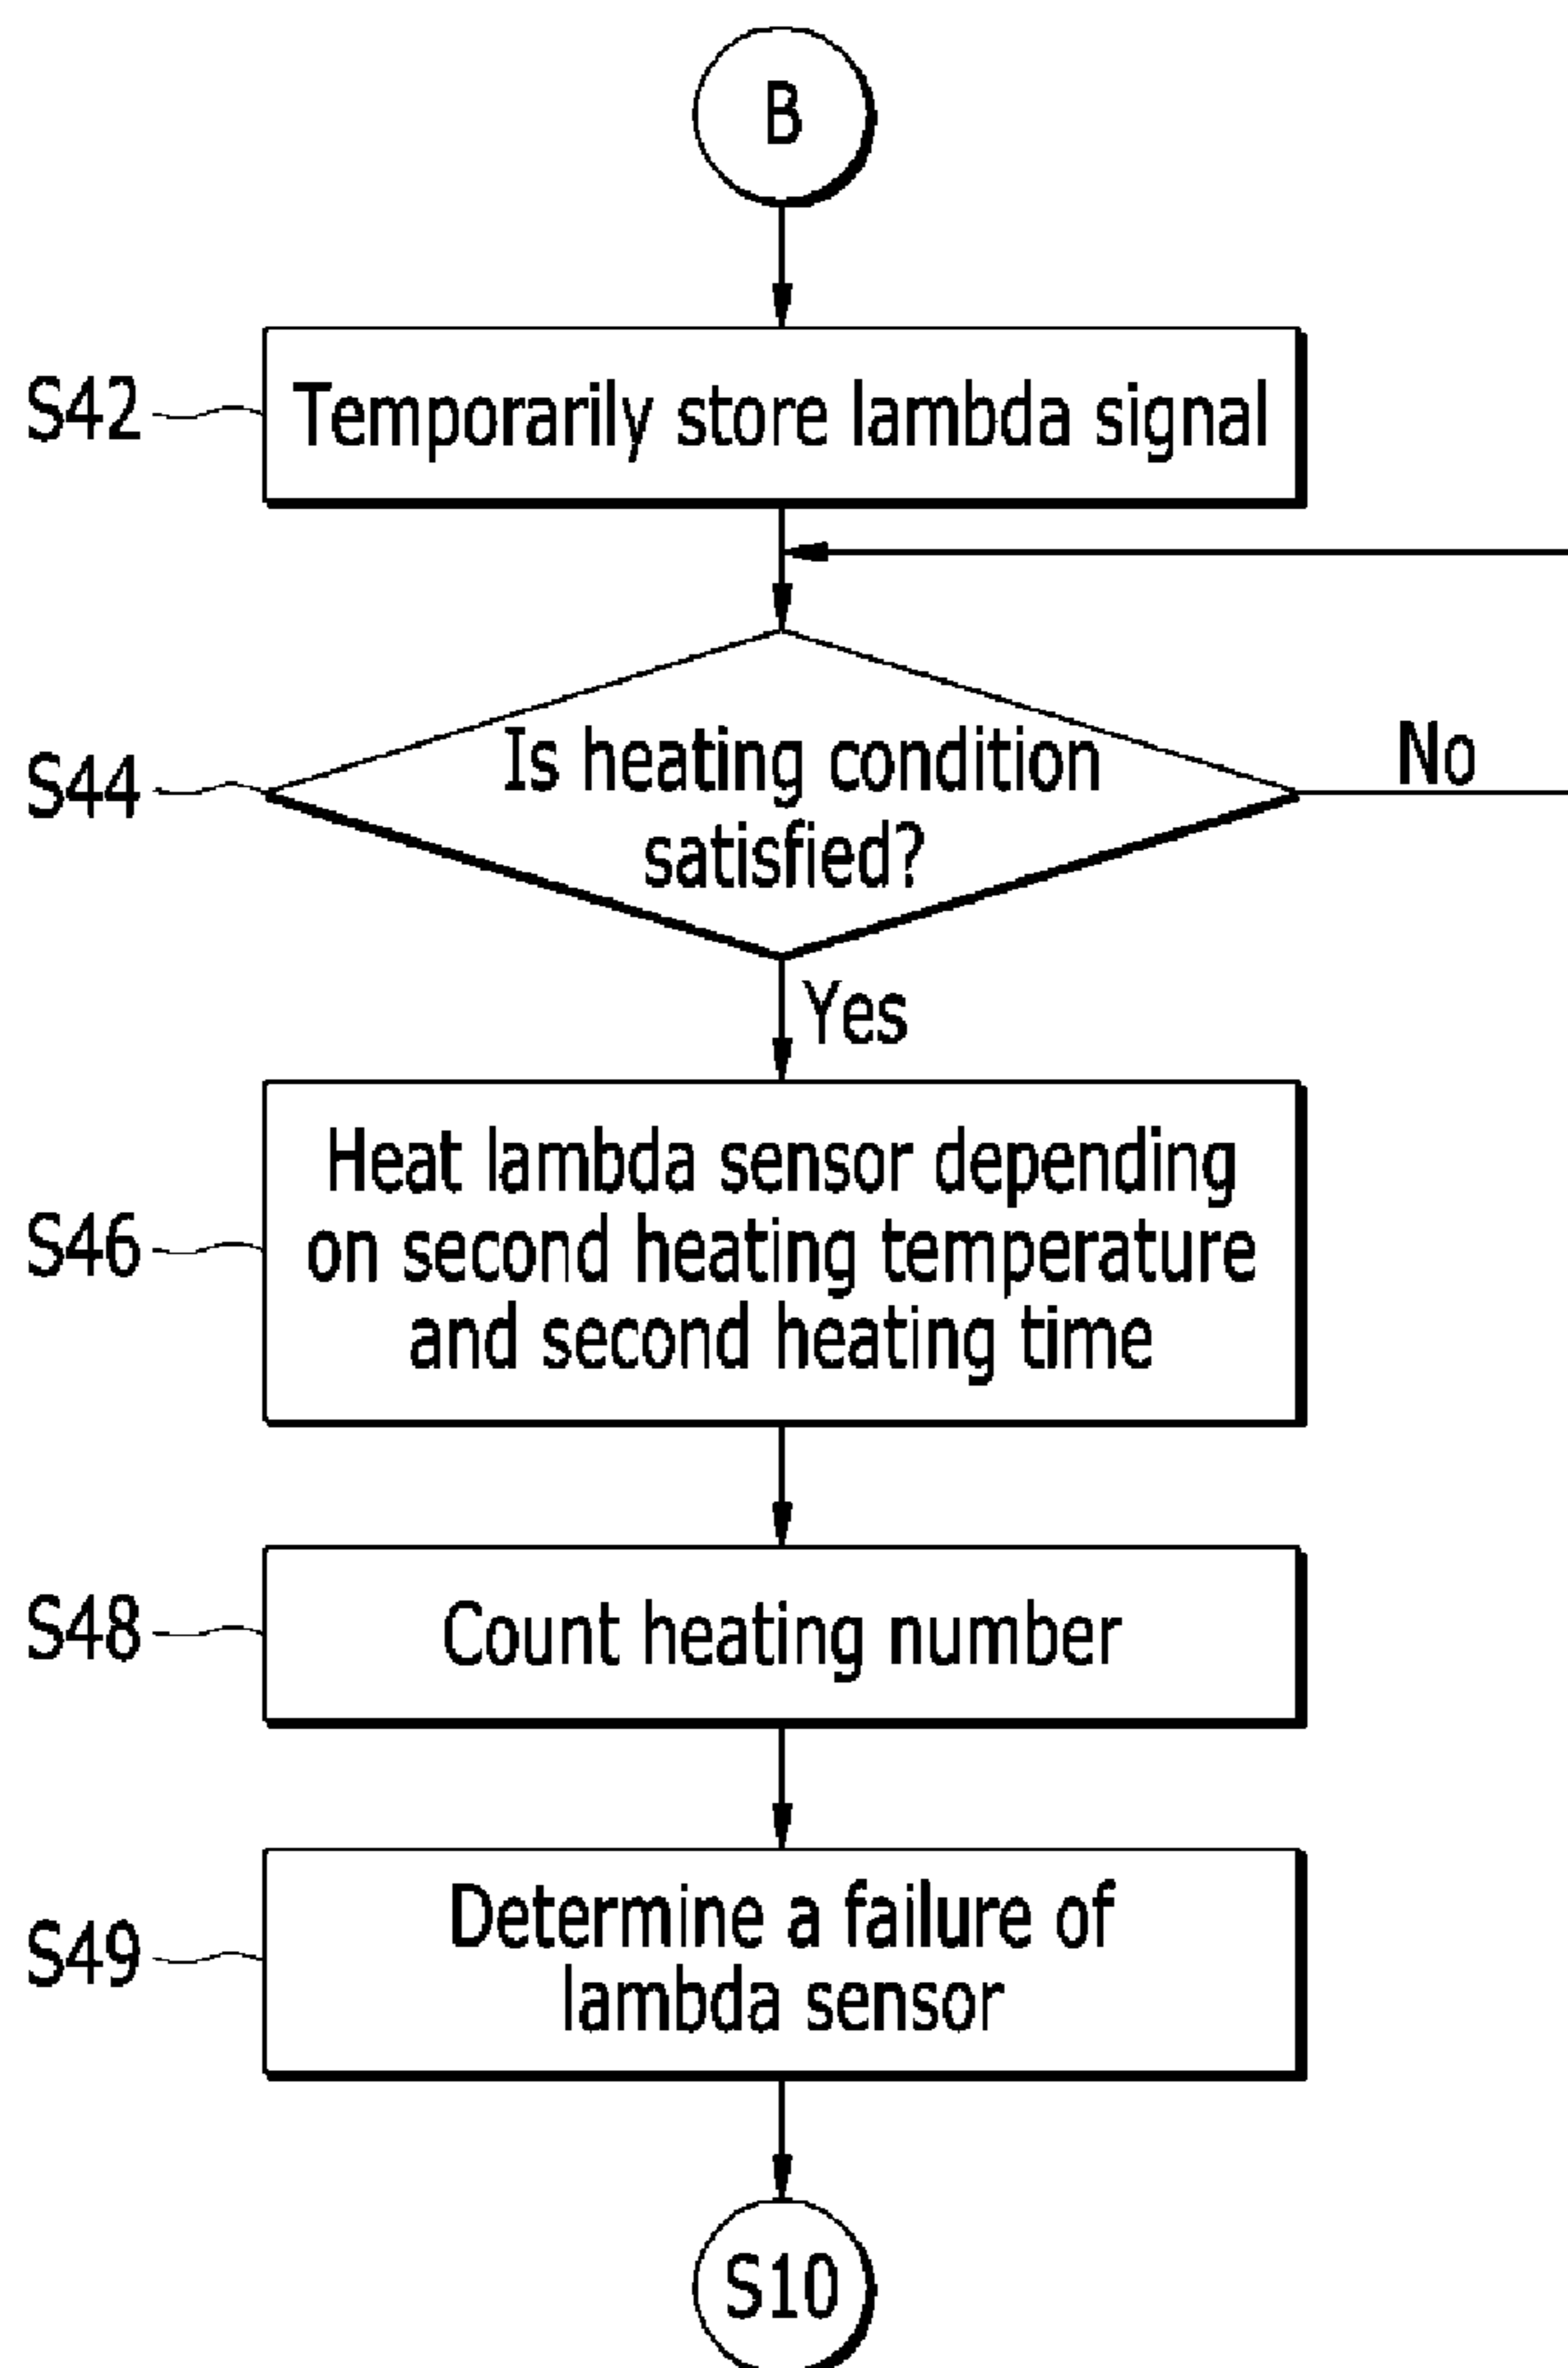 B
S42
Temporarily store lambda signal
S44
Is heating condition
satisfied?
No
Yes
S46
Heat lambda sensor depending
on second heating temperature
and second heating time
S48
Count heating number
S49
Determine a failure of
lambda sensor
S10